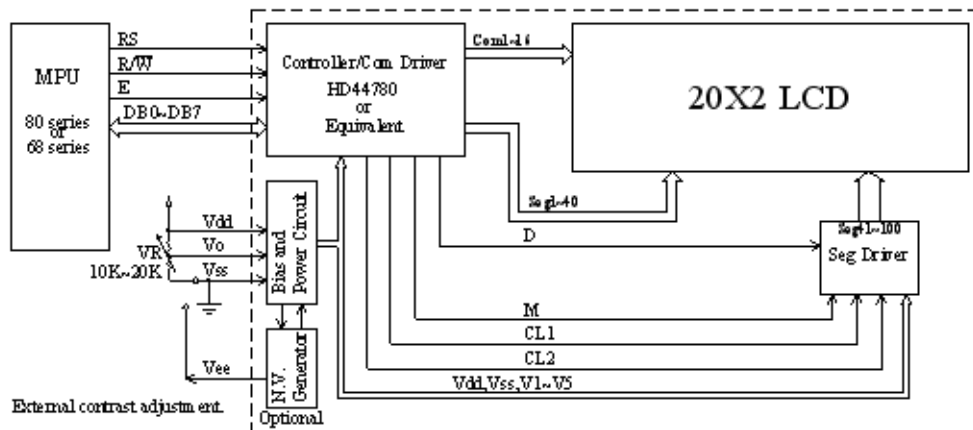 MPU
80 series
or
68 series
RS
R/W
E
DB0~DB7
Controller/Com Driver
HD44780
or
Equivalent
Com1~16
20X2 LCD
Seg1~40
D
Seg41~100
Seg Driver
Vdd
Vo
Vss
VR
10K~20K
Bias and
Power Circuit
M
CL1
CL2
Vdd,Vss,V1~V5
Vee
N.V.
Generator
Optional
External contrast adjustment.